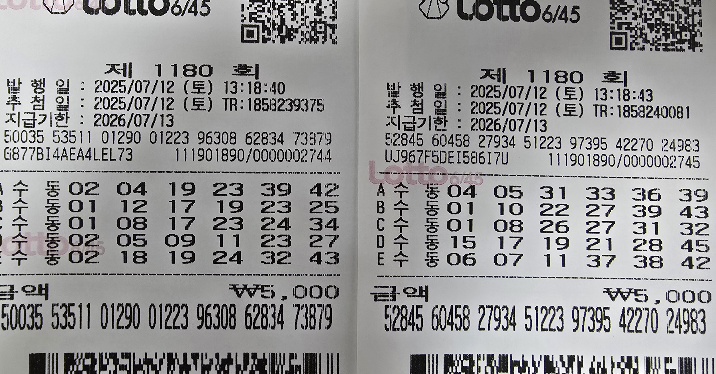 Lotto 6/45
제 1180 회
발 행 일 : 2025/07/12 (토) 13:18:40
추 첨 일 : 2025/07/12 (토) TR:1858239375
지급기한 : 2026/07/13
50035 53511 01290 01223 96308 62834 73879
G877BI4AEA4LEL73 111901890/0000002744
A 수 동 02 04 19 23 39 42
B 수 동 01 12 17 19 23 25
C 수 동 01 08 17 23 24 34
수 동 02 05 09 11 23 27
E 수 동 02 18 19 24 32 43
금액 ₩5,000
50035 53511 01290 01223 96308 62834 73879
Lotto 6/45
제 1180 회
발 행 일 : 2025/07/12 (토) 13:18:43
추 첨 일 : 2025/07/12 (토) TR:1858240081
지급기한 : 2026/07/13
52845 60458 27934 51223 97395 42270 24983
UJ967F5DEI586I7U 111901890/0000002745
Lotto 6/45
A 수 동 04 05 31 33 36 39
B 수 동 01 10 22 27 39 43
C 수 동 01 08 26 27 31 32
D 수 동 15 17 19 21 28 45
E 수 동 06 07 11 37 38 42
금액 ₩5,000
52845 60458 27934 51223 97395 42270 24983